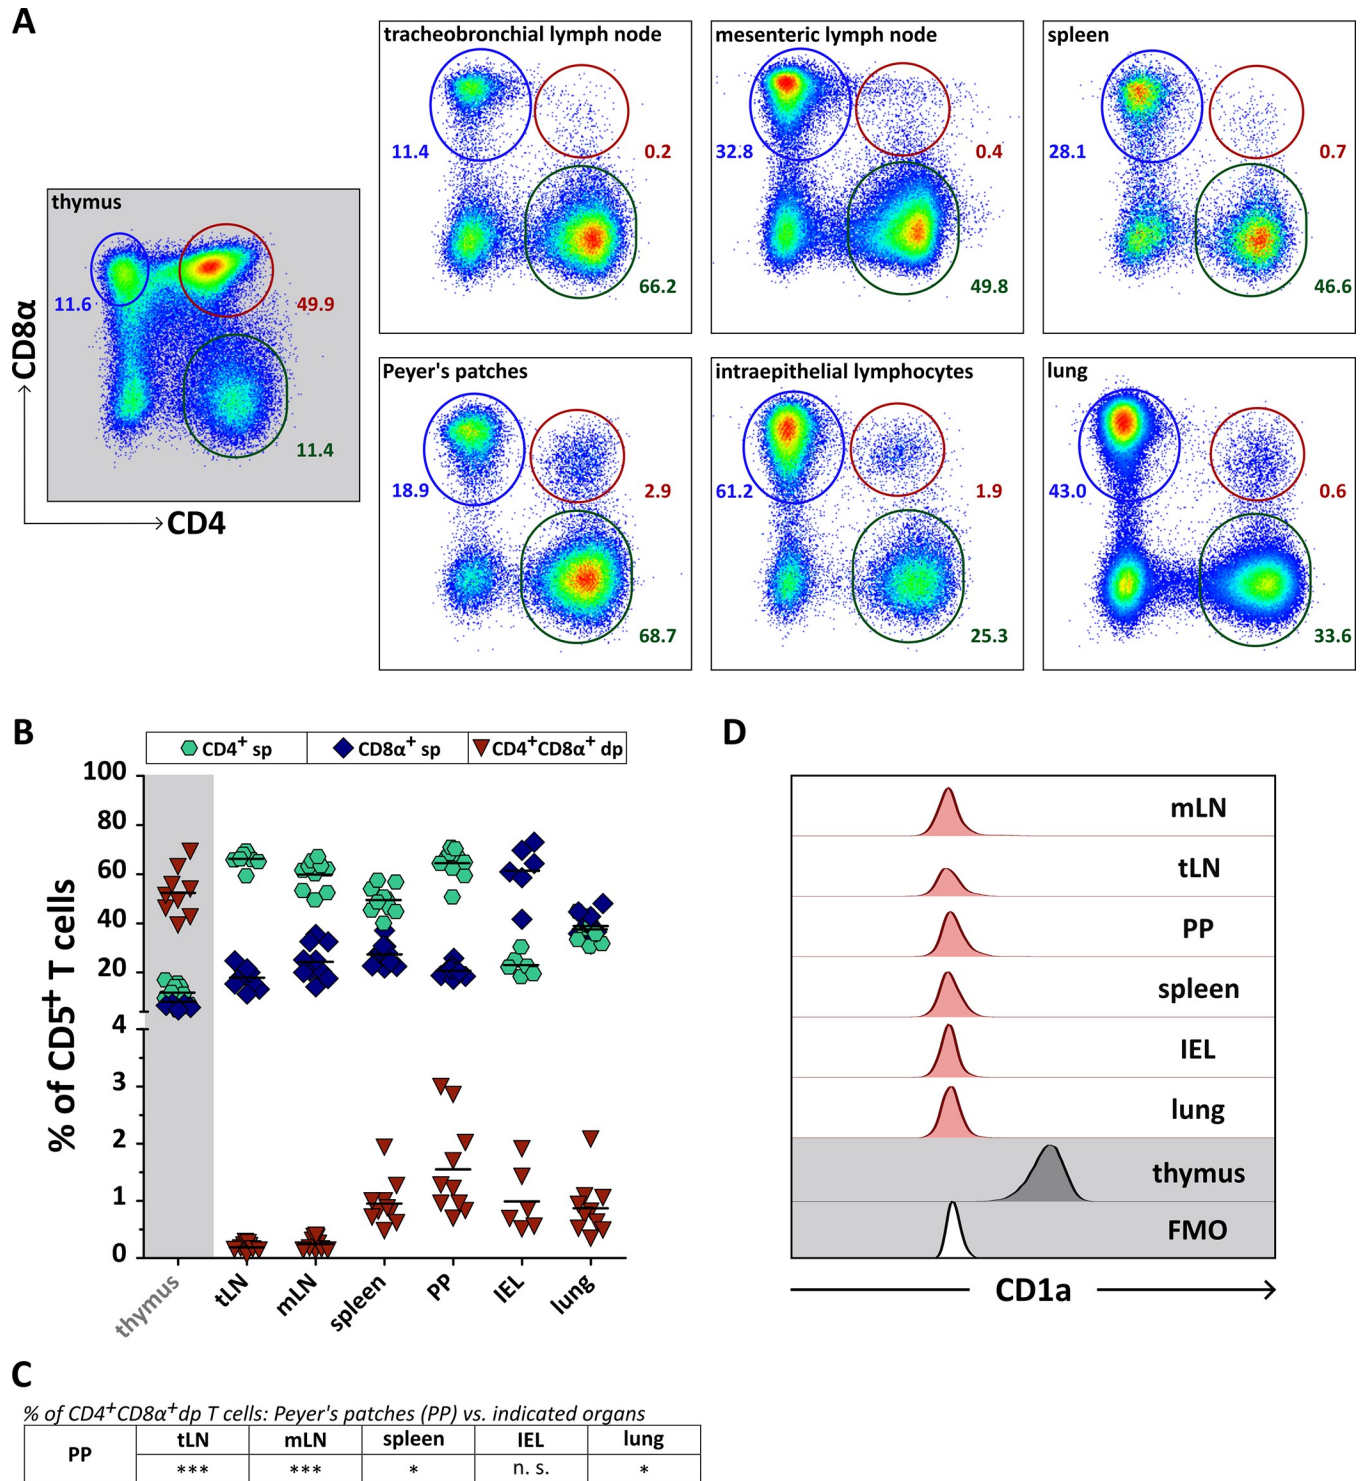 A
tracheobronchial lymph node
11.4
0.2
66.2
mesenteric lymph node
32.8
0.4
49.8
spleen
28.1
0.7
46.6
thymus
11.6
49.9
11.4
CD8α
CD4
Peyer's patches
18.9
2.9
68.7
intraepithelial lymphocytes
61.2
1.9
25.3
lung
43.0
0.6
33.6
B
CD4+ sp
CD8α+ sp
CD4+CD8α+ dp
% of CD5+ T cells
100
80
60
40
20
4
4
3
2
1
0
thymus
tLN
mLN
spleen
PP
IEL
lung
D
mLN
tLN
PP
spleen
IEL
lung
thymus
FMO
CD1a
C
% of CD4+CD8α+dp T cells: Peyer's patches (PP) vs. indicated organs
PP
tLN mLN spleen IEL lung
*** *** * n. s. *